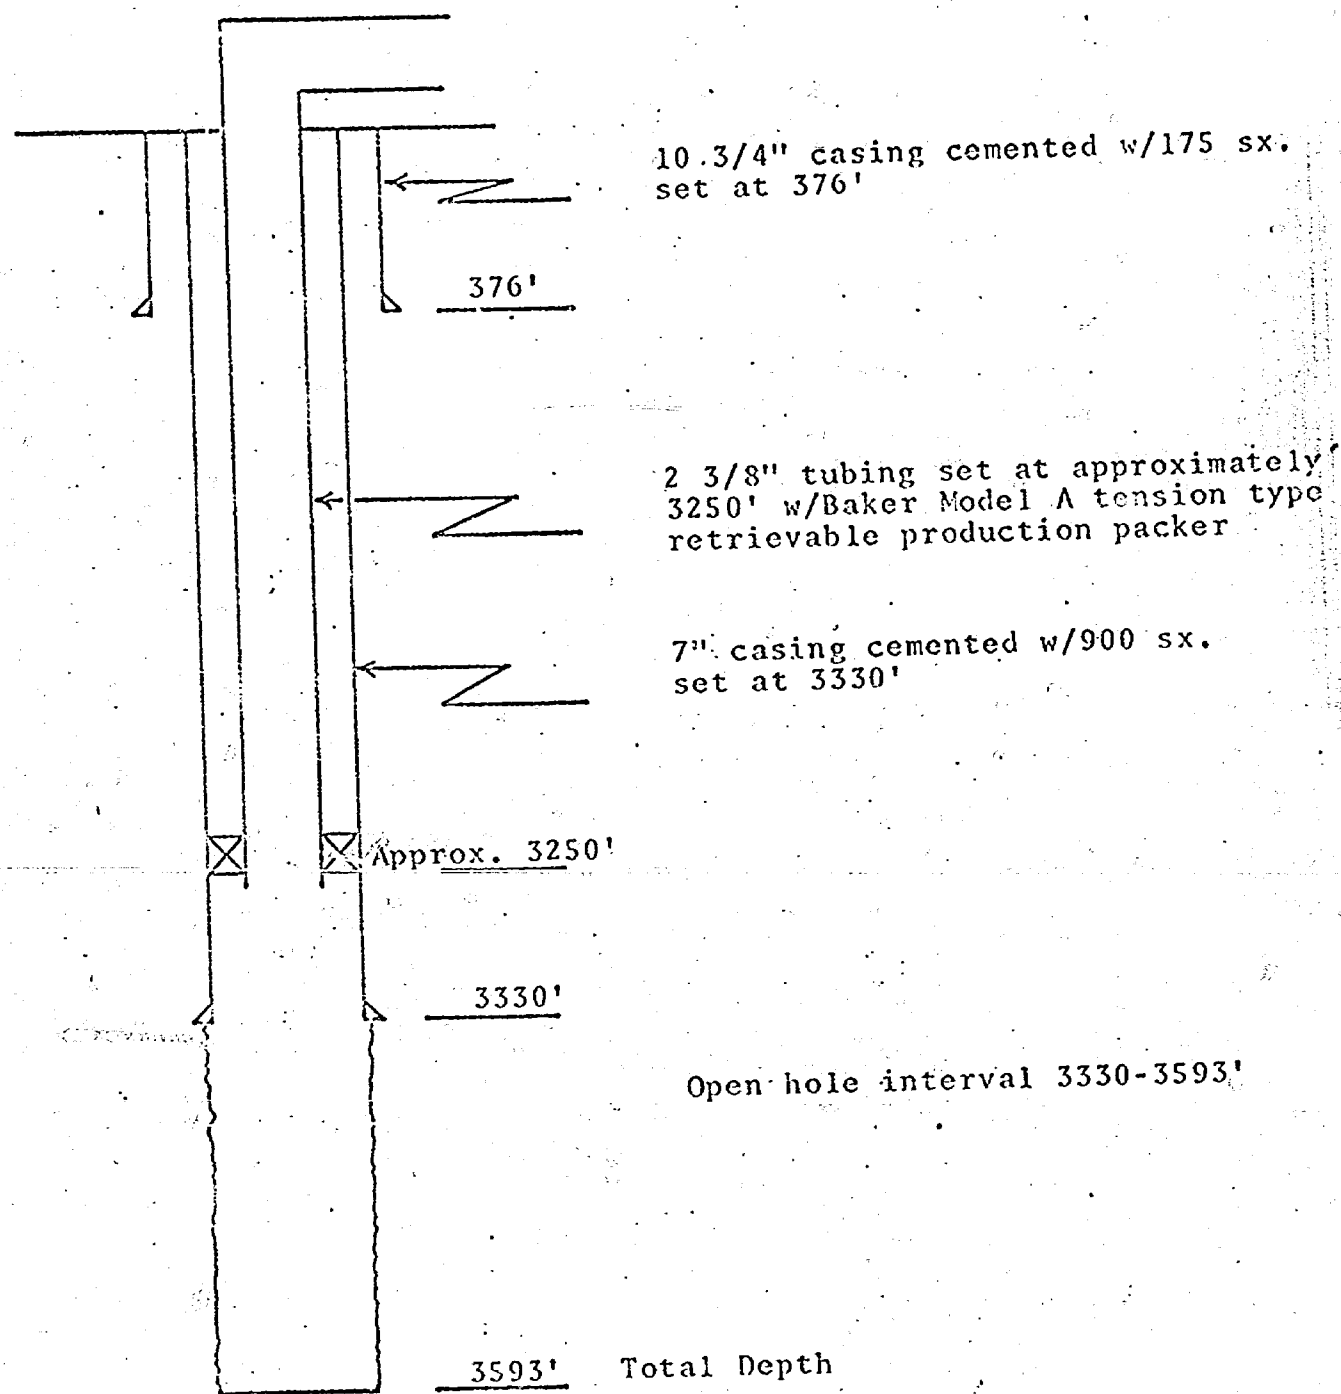 10 3/4" casing cemented w/175 sx.
set at 376'
376'
2 3/8" tubing set at approximately
3250' w/Baker Model A tension type
retrievable production packer
7" casing cemented w/900 sx.
set at 3330'
Approx. 3250'
3330'
Open hole interval 3330-3593'
3593' Total Depth